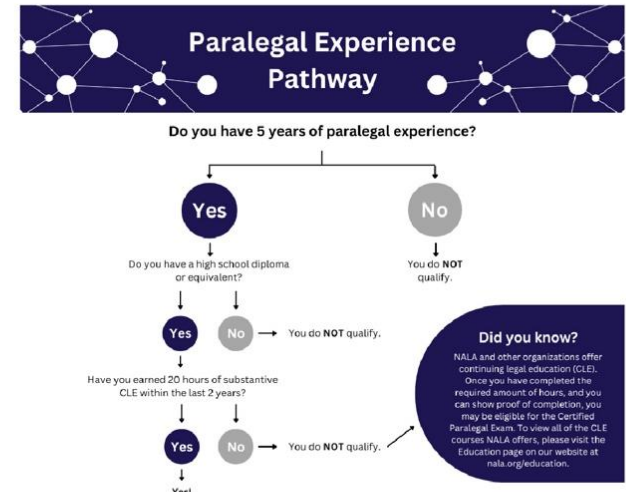 Paralegal Experience
Pathway
Do you have 5 years of paralegal experience?
Yes
No
Do you have a high school diploma
or equivalent?
You do NOT
qualify.
Yes
No
You do NOT qualify.
Have you earned 20 hours of substantive
CLE within the last 2 years?
Yes
No
You do NOT qualify.
Yes!
Did you know?
NALA and other organizations offer
continuing legal education (CLE).
Once you have completed the
required amount of hours, and you
can show proof of completion, you
may be eligible for the Certified
Paralegal Exam. To view all of the CLE
courses NALA offers, please visit the
Education page on our website at
nala.org/education.